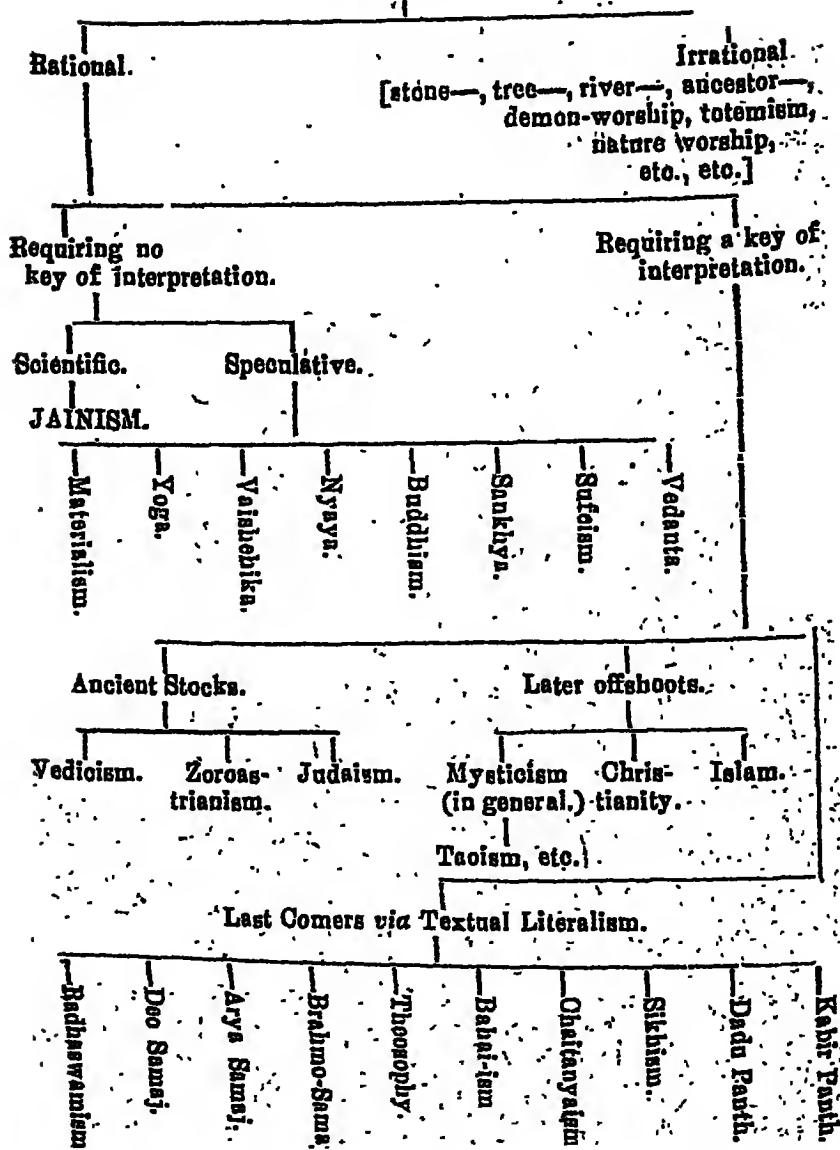 Rational.
Irrational.
[stone—, tree—, river—, ancestor—,
demon-worship, totemism,
nature worship,
etc., etc.]
Requiring no
key of interpretation.
Requiring a key of
interpretation.
Scientific.
Speculative.
JAINISM.
Materialism.
Yoga.
Vaisheshika.
Nyaya.
Buddhism.
Sankhya.
Sufeism.
Vedanta.
Ancient Stocks.
Later offshoots.
Vedicism.
Zoroas-
trianism.
Judaism.
Mysticism
(in general.)
Chris-
tianity.
Islam.
Taoism, etc.
Last Comers via Textual Literalism.
Radhaswamism
Deo Samaj.
Arya Samaj.
Brahmo-Sama
Theosophy.
Bahai-ism
Chaitanyaism
Sikhism.
Dadu Panth.
Kabir Panth.